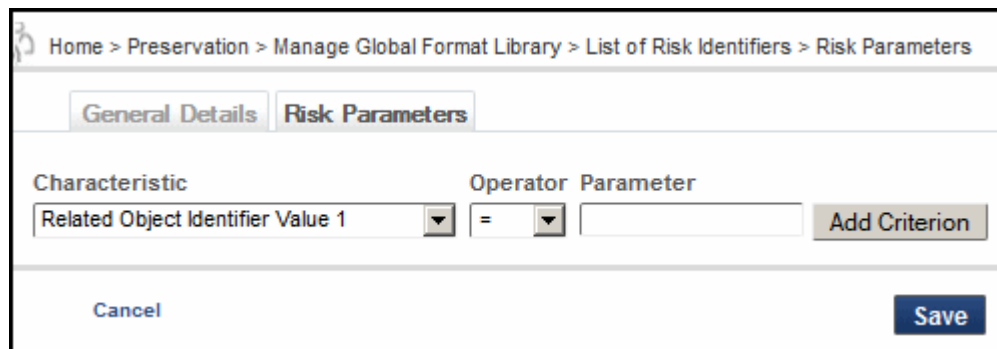 Home > Preservation > Manage Global Format Library > List of Risk Identifiers > Risk Parameters
General Details Risk Parameters
Characteristic Operator Parameter
Related Object Identifier Value 1 = Add Criterion
Cancel Save